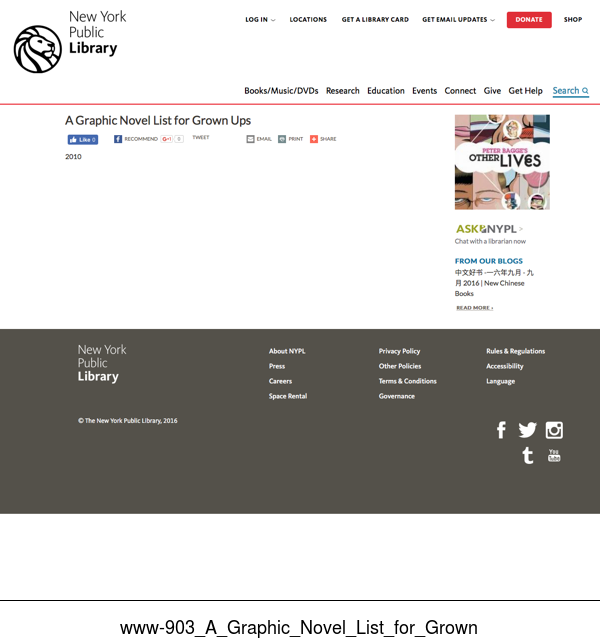 New York
Public
Library
LOG IN
LOCATIONS
GET A LIBRARY CARD
GET EMAIL UPDATES
DONATE
SHOP
Books/Music/DVDs
Research
Education
Events
Connect
Give
Get Help
Search
A Graphic Novel List for Grown Ups
Like 0
RECOMMEND
G+1
0
TWEET
EMAIL
PRINT
SHARE
2010
PETER BAGGE'S
OTHER LIVES
ASK NYPL >
Chat with a librarian now
FROM OUR BLOGS
中文好书 -一六年九月 - 九
月 2016 | New Chinese
Books
READ MORE ›
New York
Public
Library
About NYPL
Privacy Policy
Rules & Regulations
Press
Other Policies
Accessibility
Careers
Terms & Conditions
Language
Space Rental
Governance
© The New York Public Library, 2016
You
Tube
www-903_A_Graphic_Novel_List_for_Grown